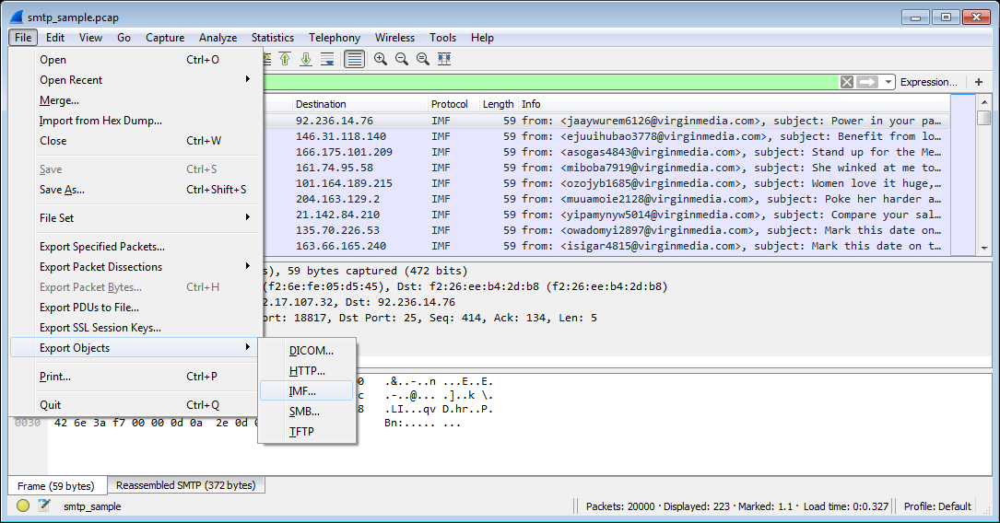 smtp_sample.pcap
File Edit View Go Capture Analyze Statistics Telephony Wireless Tools Help
Open Ctrl+O
Open Recent
Merge...
Import from Hex Dump...
Close Ctrl+W
Save Ctrl+S
Save As... Ctrl+Shift+S
File Set
Export Specified Packets...
Export Packet Dissections
Export Packet Bytes... Ctrl+H
Export PDUs to File...
Export SSL Session Keys...
Export Objects
Print... Ctrl+P
Quit Ctrl+Q
DICOM...
HTTP...
IMF...
SMB...
TFTP
Expression... +
Destination Protocol Length Info
92.236.14.76 IMF 59 from: <jaaywurem6126@virginmedia.com>, subject: Power in your pa…
146.31.118.140 IMF 59 from: <ejuuihubao3778@virginmedia.com>, subject: Benefit from lo…
166.175.101.209 IMF 59 from: <asogas4843@virginmedia.com>, subject: Stand up for the Me…
161.74.95.58 IMF 59 from: <miboba7919@virginmedia.com>, subject: She winked at me to…
101.164.189.215 IMF 59 from: <ozojyb1685@virginmedia.com>, subject: Women love it huge,…
204.163.129.2 IMF 59 from: <muuamoie2128@virginmedia.com>, subject: Poke her harder a…
21.142.84.210 IMF 59 from: <yipamynyw5014@virginmedia.com>, subject: Compare your sal…
135.70.226.53 IMF 59 from: <owadomyi2897@virginmedia.com>, subject: Mark this date on…
163.66.165.240 IMF 59 from: <isigar4815@virginmedia.com>, subject: Mark this date on t…
s), 59 bytes captured (472 bits)
(f2:6e:fe:05:d5:45), Dst: f2:26:ee:b4:2d:b8 (f2:26:ee:b4:2d:b8)
2.17.107.32, Dst: 92.236.14.76
ort: 18817, Dst Port: 25, Seq: 414, Ack: 134, Len: 5
0 .&..-..n ...E..E.
c .-..@... .]..k \.
8 .LI...qv D.hr..P.
0030 42 6e 3a f7 00 00 0d 0a 2e 0d 0 Bn:..... ...
Frame (59 bytes) Reassembled SMTP (372 bytes)
smtp_sample Packets: 20000 · Displayed: 223 · Marked: 1.1 · Load time: 0:0.327 Profile: Default